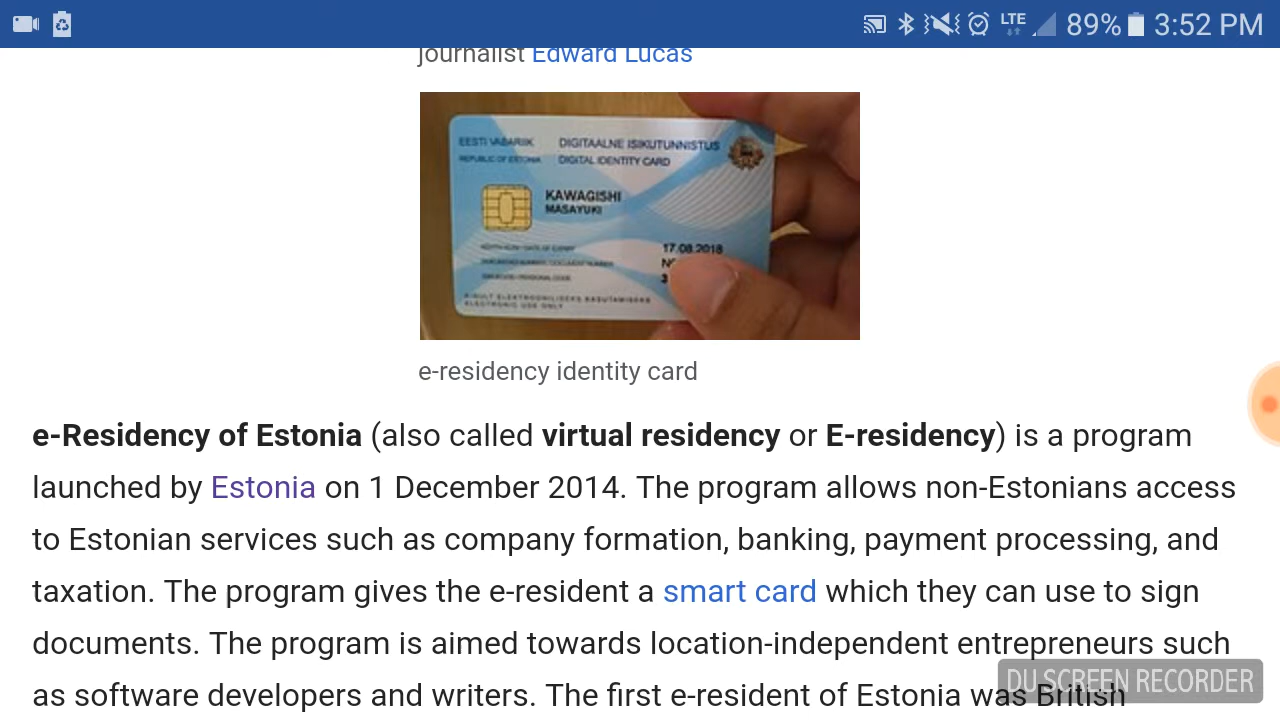 LTE 89% 3:52 PM
journalist Edward Lucas
EESTI VABARIIK DIGITAALNE ISIKUTUNNISTUS
REPUBLIC OF ESTONIA DIGITAL IDENTITY CARD
KAWAGISHI
MASAYUKI
17.08.2018
ELECTRONIC USE ONLY
e-residency identity card
e-Residency of Estonia (also called virtual residency or E-residency) is a program
launched by Estonia on 1 December 2014. The program allows non-Estonians access
to Estonian services such as company formation, banking, payment processing, and
taxation. The program gives the e-resident a smart card which they can use to sign
documents. The program is aimed towards location-independent entrepreneurs such
as software developers and writers. The first e-resident of Estonia was British
DU SCREEN RECORDER